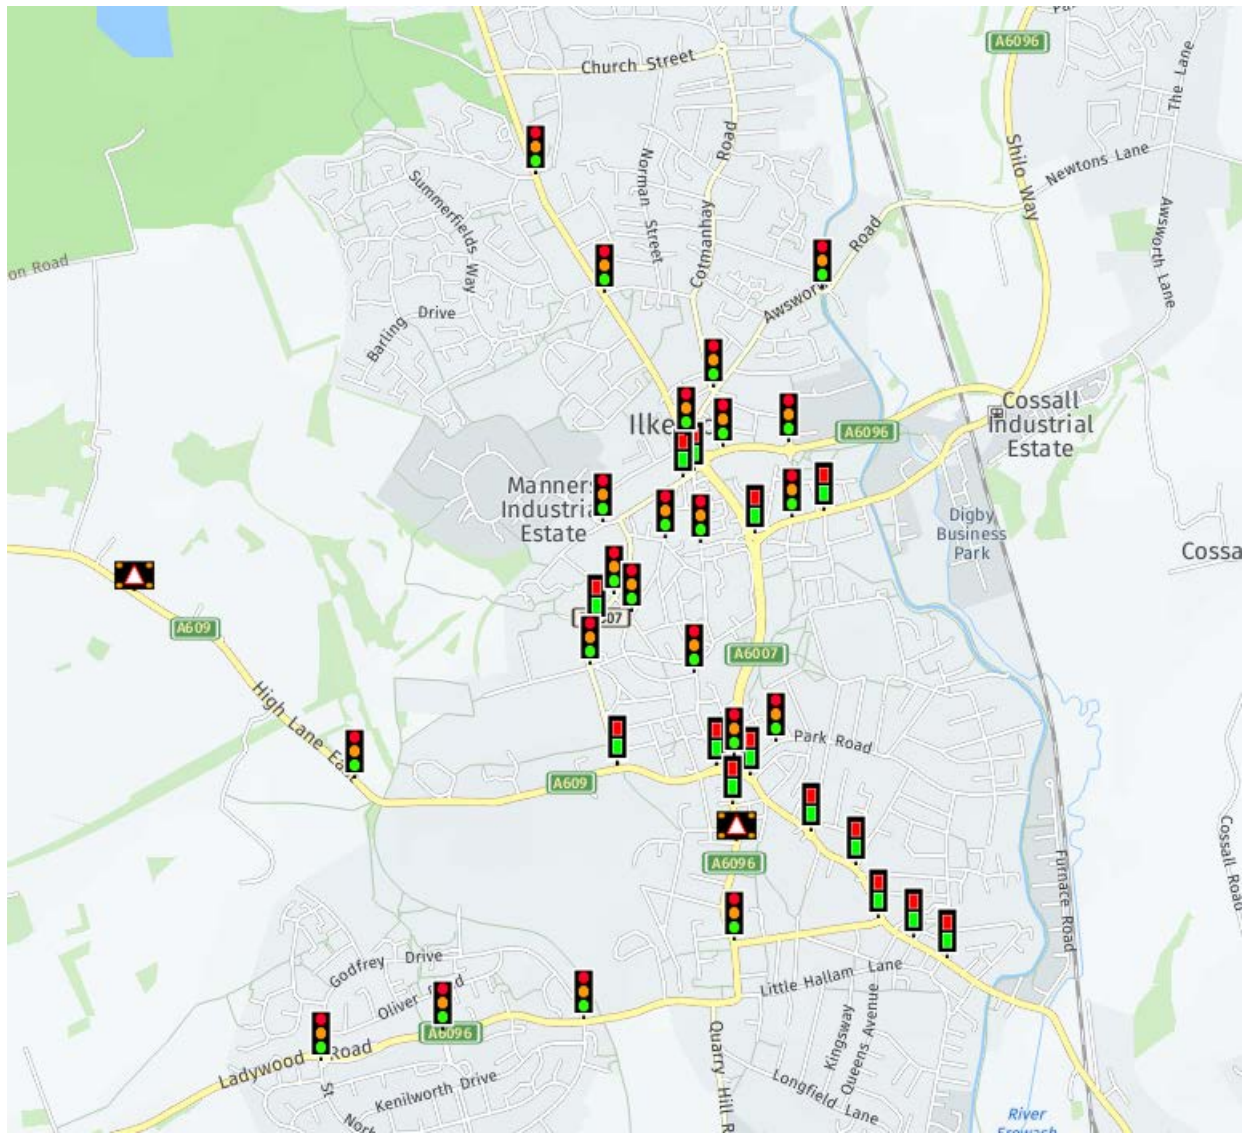 A6096
Church Street
The Lane
Norman Street
Cotmanhay Road
Shilo Way
Newtons Lane
Summerfields Way
Awsworth Lane
on Road
Road
Barling Drive
Cossall
Industrial
Estate
A6096
Manners
Industrial
Estate
Digby
Business
Park
Cossa
A609
A6007
High Lane East
Park Road
A609
Cossall Road
A6096
Furnace Road
Godfrey Drive
Little Hallam Lane
Oliver
A6096
Ladywood Road
Kingsway
Queens Avenue
Quarry Hill R
St
Kenilworth Drive
Longfield Lane
Nor
River
Erewash